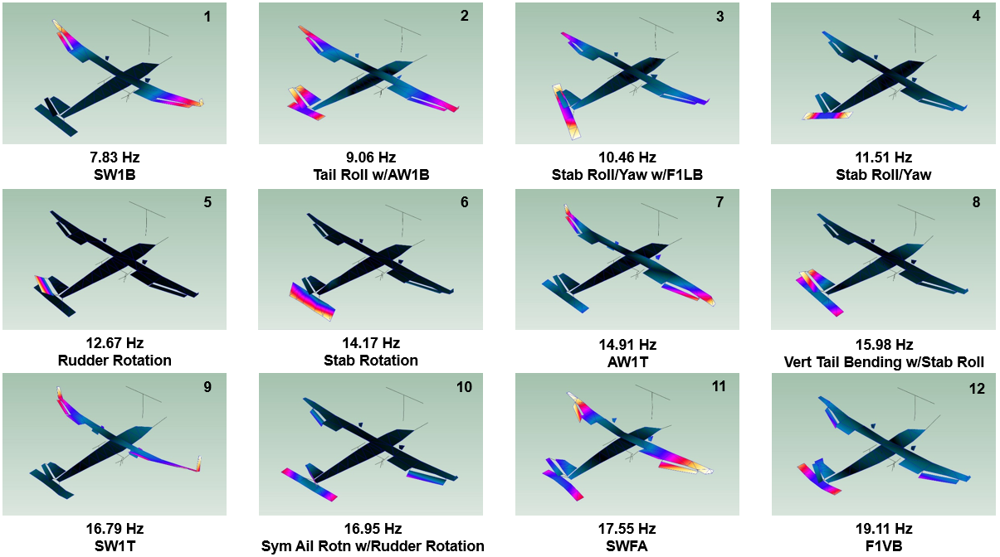 1
7.83 Hz
SW1B
2
9.06 Hz
Tail Roll w/AW1B
3
10.46 Hz
Stab Roll/Yaw w/F1LB
4
11.51 Hz
Stab Roll/Yaw
5
12.67 Hz
Rudder Rotation
6
14.17 Hz
Stab Rotation
7
14.91 Hz
AW1T
8
15.98 Hz
Vert Tail Bending w/Stab Roll
9
16.79 Hz
SW1T
10
16.95 Hz
Sym Ail Rotn w/Rudder Rotation
11
17.55 Hz
SWFA
12
19.11 Hz
F1VB